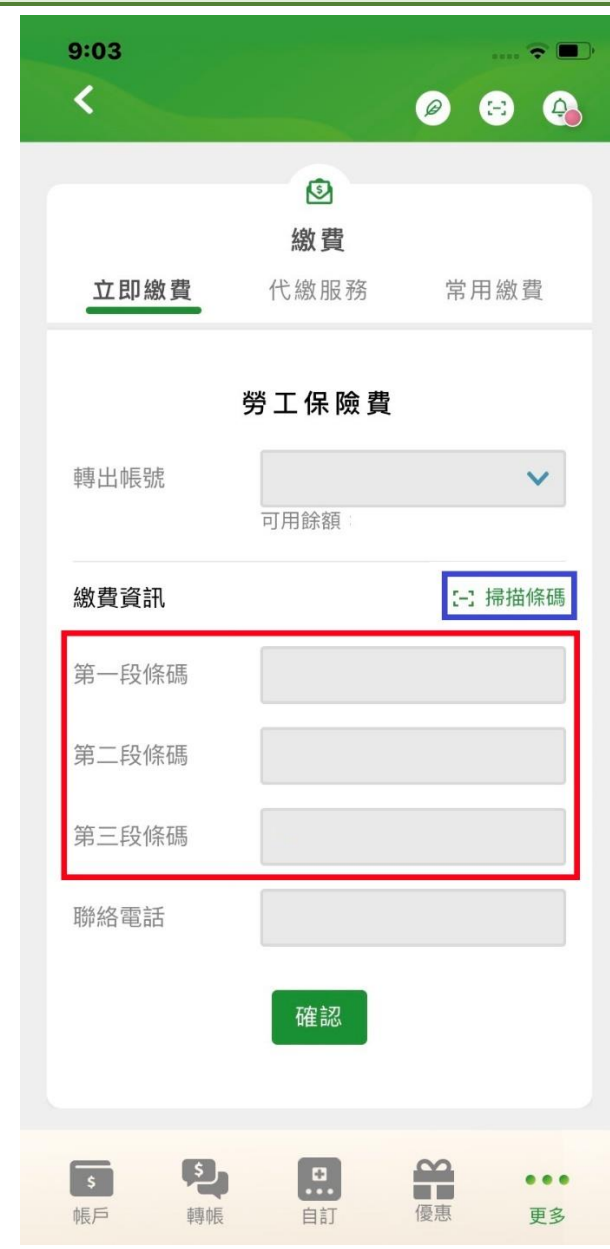 9:03
繳費
立即繳費 代繳服務 常用繳費
勞工保險費
轉出帳號
可用餘額:
繳費資訊 掃描條碼
第一段條碼
第二段條碼
第三段條碼
聯絡電話
確認
帳戶 轉帳 自訂 優惠 更多